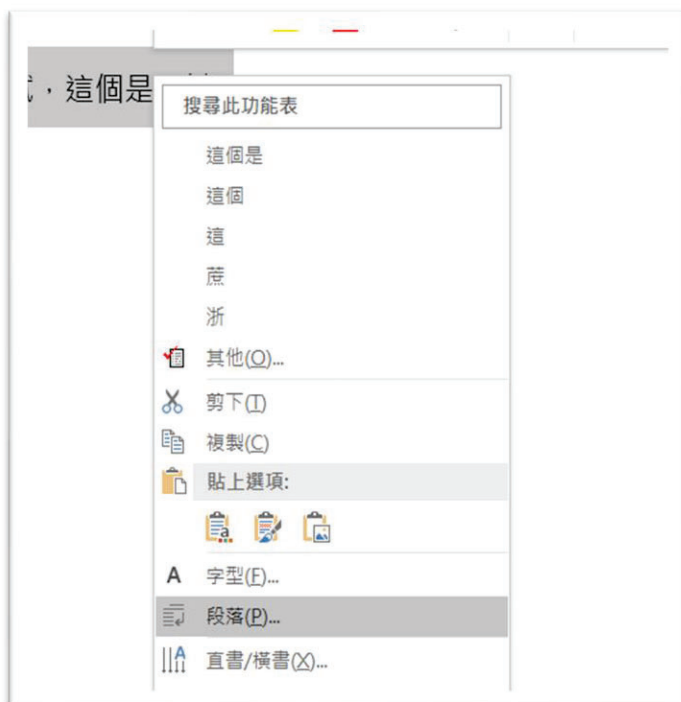 ，這個是
搜尋此功能表
這個是
這個
這
蔗
浙
其他(O)...
剪下(T)
複製(C)
貼上選項:
字型(F)...
段落(P)...
直書/橫書(X)...